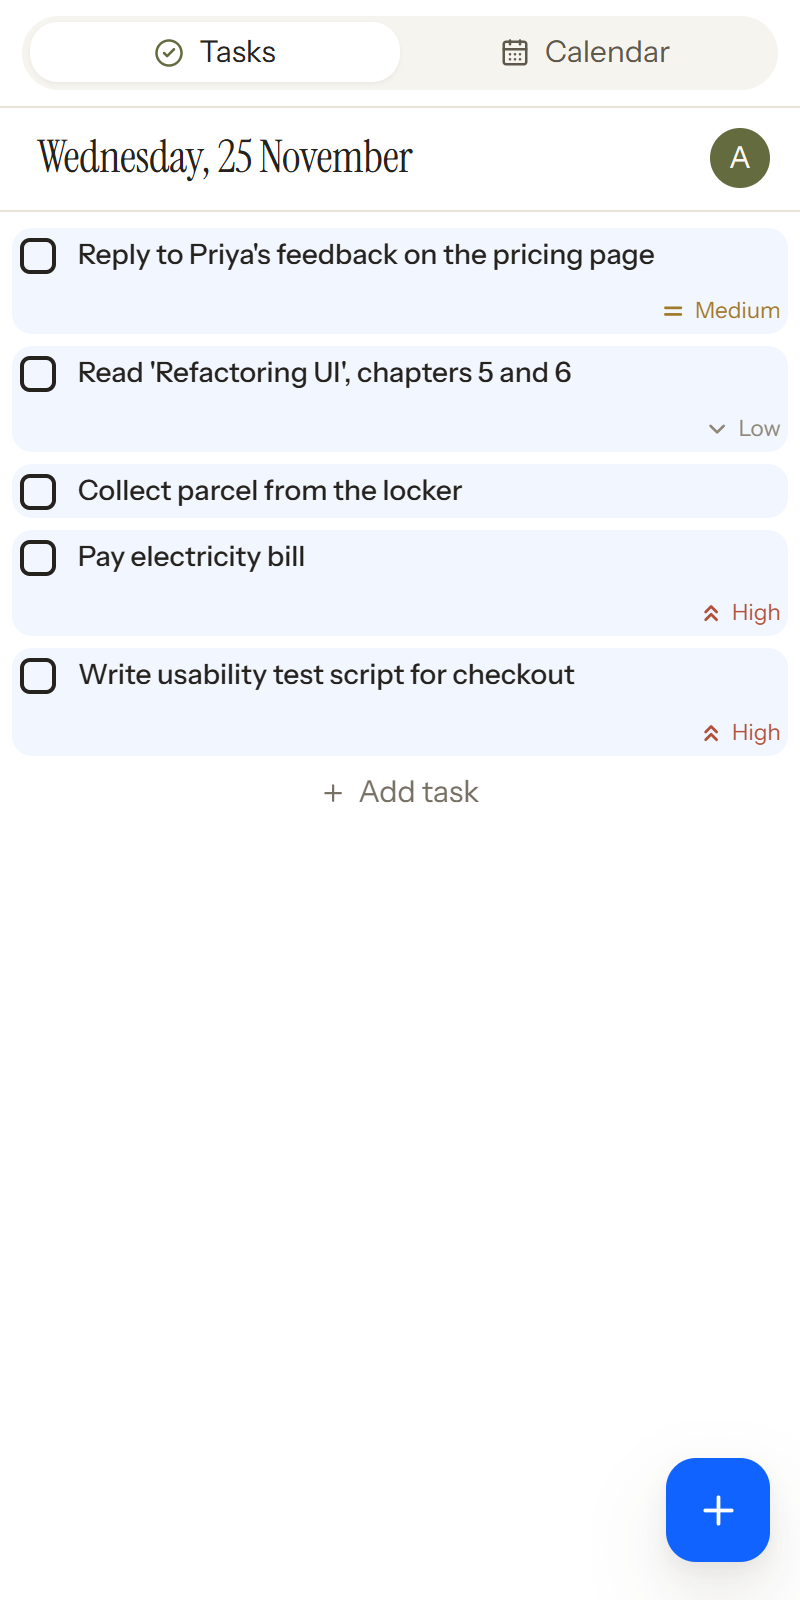 Tasks
Calendar
Wednesday, 25 November
A
Reply to Priya's feedback on the pricing page
Medium
Read 'Refactoring UI', chapters 5 and 6
Low
Collect parcel from the locker
Pay electricity bill
High
Write usability test script for checkout
High
+ Add task